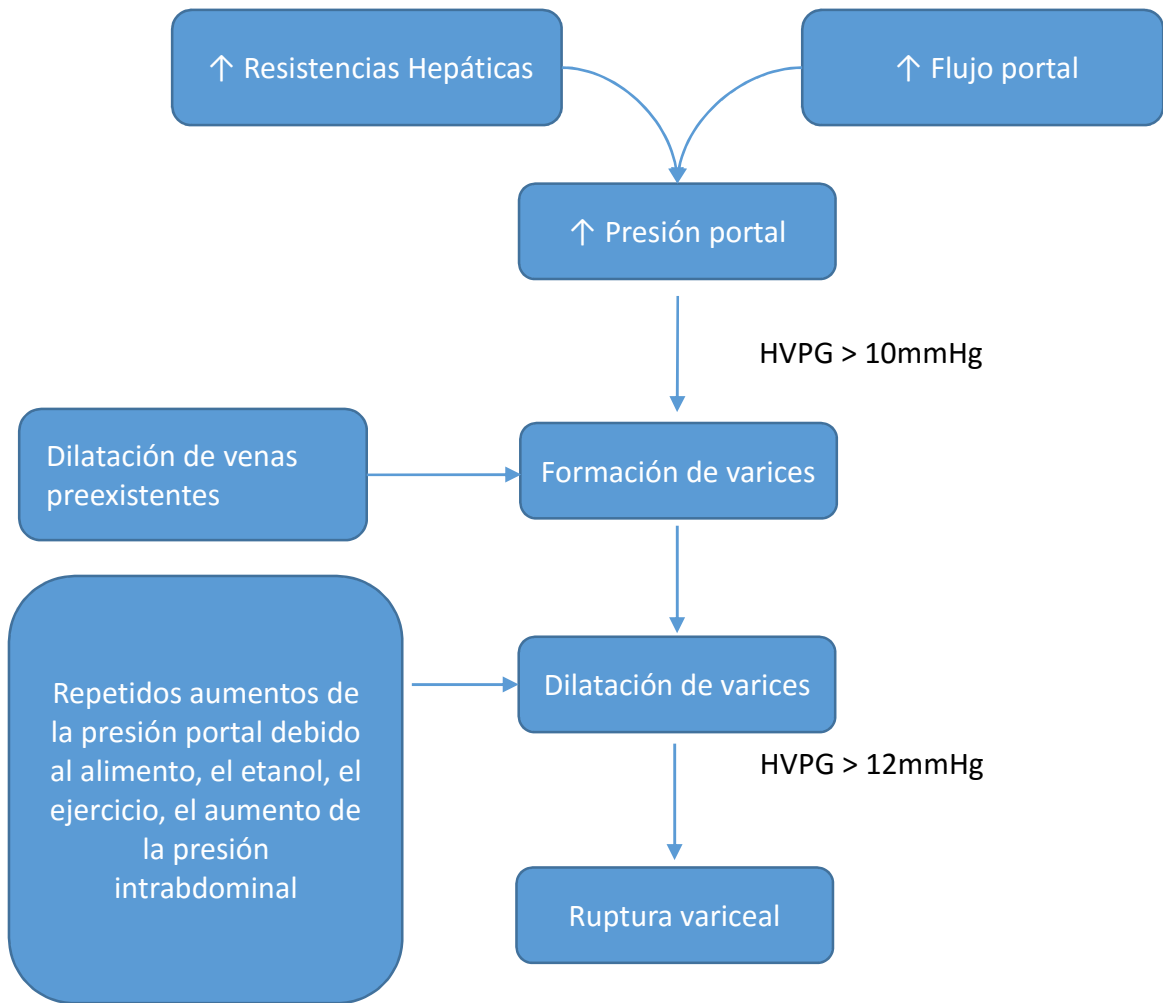 ↑ Resistencias Hepáticas
↑ Flujo portal
↑ Presión portal
HVPG > 10mmHg
Dilatación de venas
preexistentes
Formación de varices
Repetidos aumentos de
la presión portal debido
al alimento, el etanol, el
ejercicio, el aumento de
la presión
intrabdominal
Dilatación de varices
HVPG > 12mmHg
Ruptura variceal